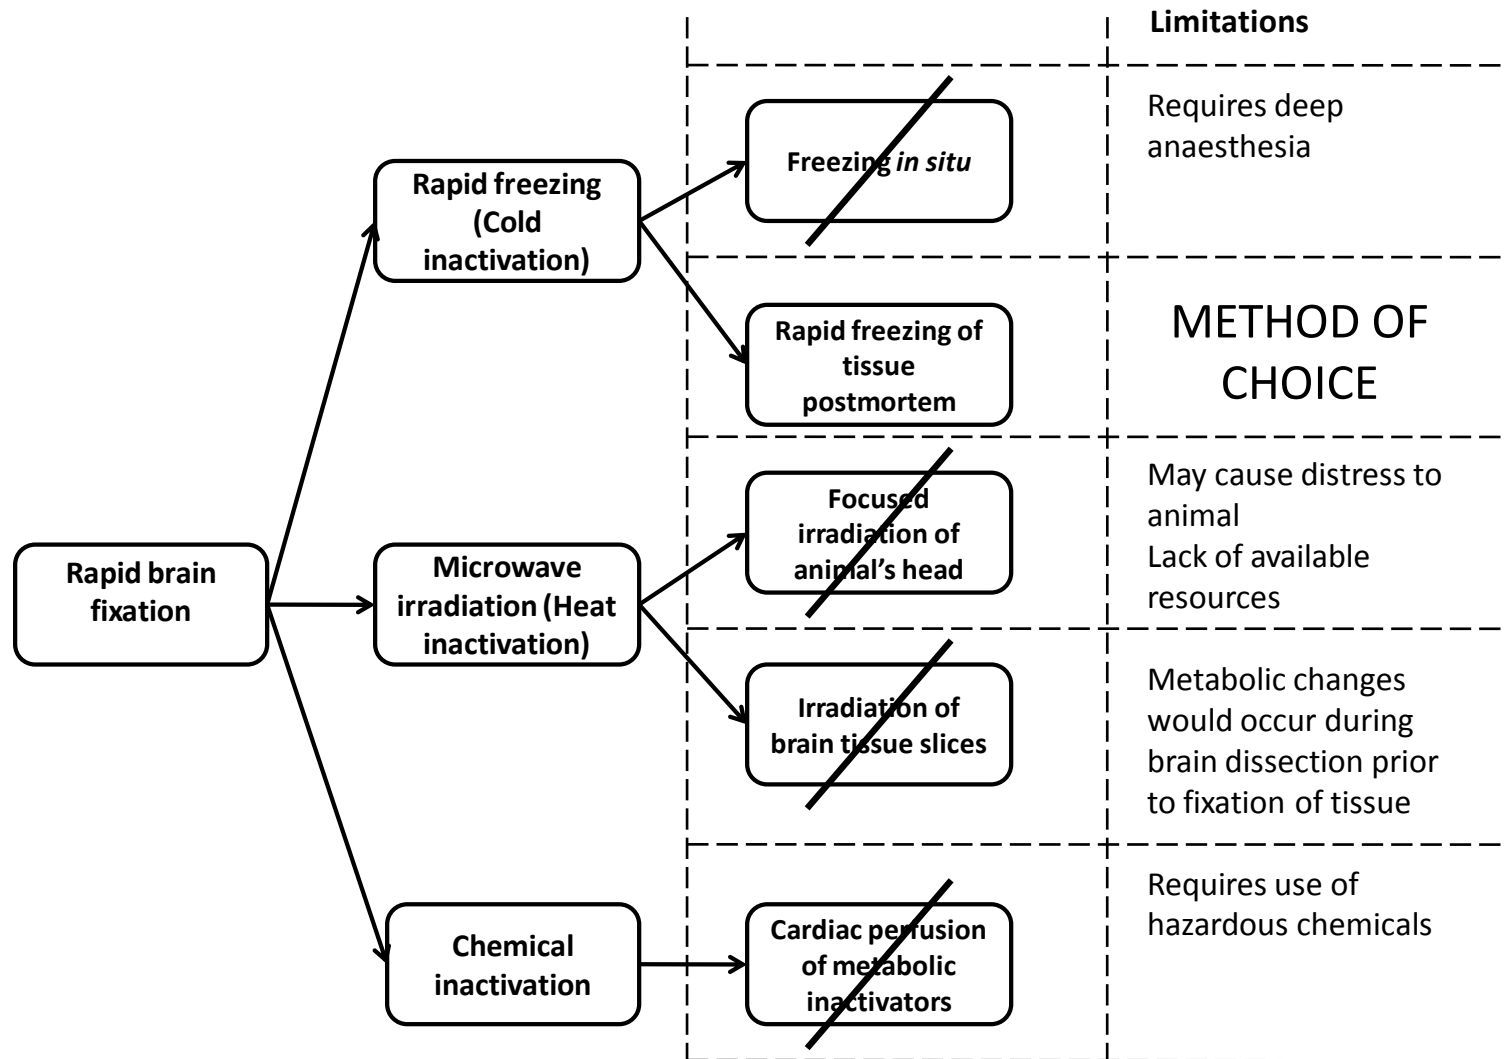 Limitations
Requires deep
anaesthesia
Freezing in situ
Rapid freezing
(Cold
inactivation)
METHOD OF
CHOICE
Rapid freezing of
tissue
postmortem
May cause distress to
animal
Lack of available
resources
Focused
irradiation of
animal's head
Rapid brain
fixation
Microwave
irradiation (Heat
inactivation)
Metabolic changes
would occur during
brain dissection prior
to fixation of tissue
Irradiation of
brain tissue slices
Requires use of
hazardous chemicals
Chemical
inactivation
Cardiac perfusion
of metabolic
inactivators